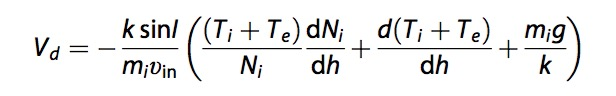 V_d = - \frac{k \sin I}{m_i v_{in}} \left( \frac{(T_i + T_e)}{N_i} \frac{dN_i}{dh} + \frac{d(T_i + T_e)}{dh} + \frac{m_i g}{k} \right)